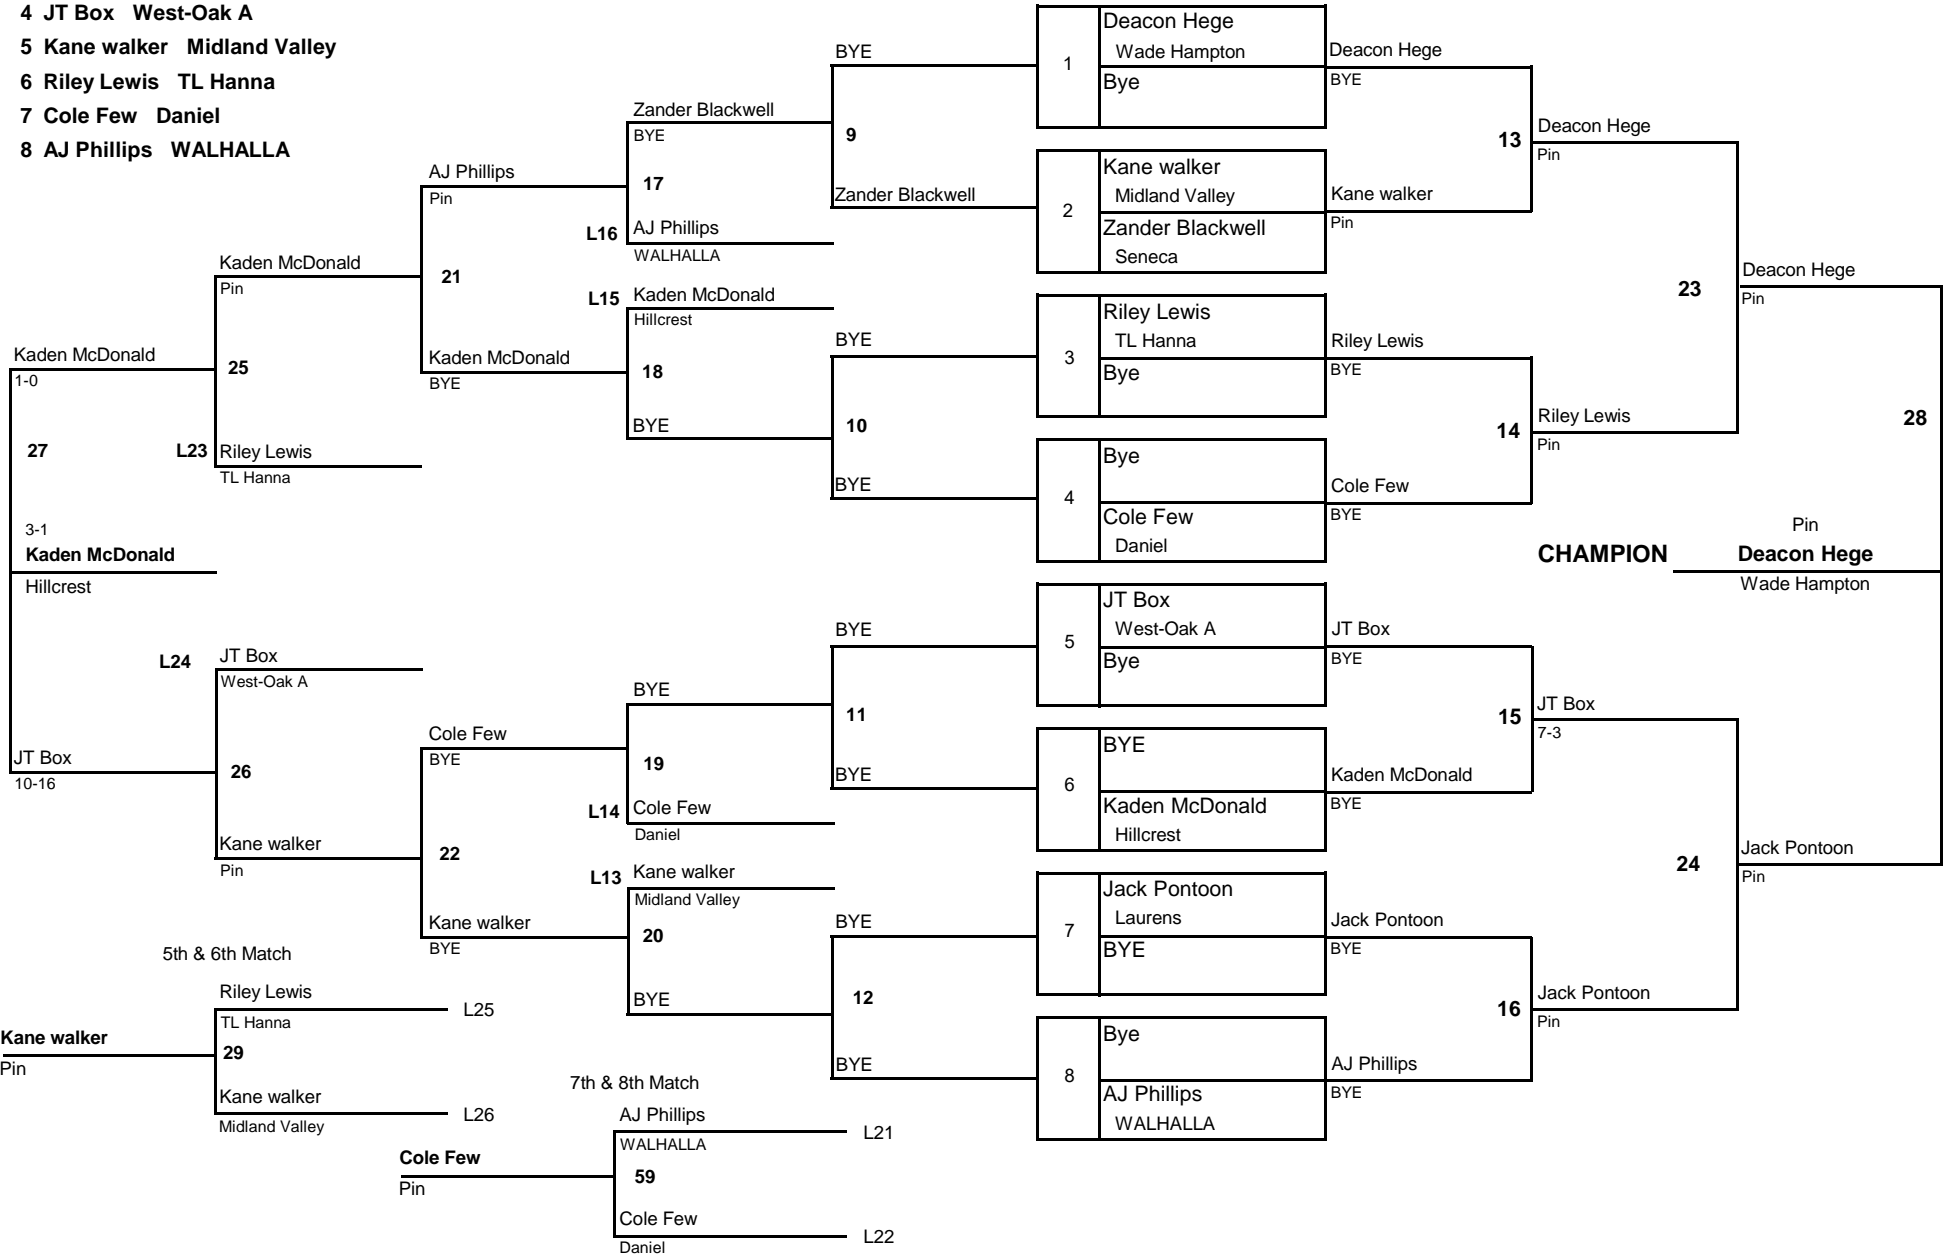 4 JT Box West-Oak A
5 Kane walker Midland Valley
6 Riley Lewis TL Hanna
7 Cole Few Daniel
8 AJ Phillips WALHALLA
Kaden McDonald
1-0
27
3-1
Kaden McDonald
Hillcrest
JT Box
10-16
Kaden McDonald
Pin
25
L23 Riley Lewis
TL Hanna
L24 JT Box
West-Oak A
26
Kane walker
Pin
AJ Phillips
Pin
21
Kaden McDonald
BYE
Cole Few
BYE
22
Kane walker
BYE
Zander Blackwell
BYE
17
L16 AJ Phillips
WALHALLA
L15 Kaden McDonald
Hillcrest
18
BYE
BYE
19
L14 Cole Few
Daniel
L13 Kane walker
Midland Valley
20
BYE
BYE
9
Zander Blackwell
BYE
10
BYE
BYE
11
BYE
BYE
12
BYE
1
Deacon Hege
Wade Hampton
Bye
2
Kane walker
Midland Valley
Zander Blackwell
Seneca
3
Riley Lewis
TL Hanna
Bye
4
Bye
Cole Few
Daniel
5
JT Box
West-Oak A
Bye
6
BYE
Kaden McDonald
Hillcrest
7
Jack Pontoon
Laurens
BYE
8
Bye
AJ Phillips
WALHALLA
Deacon Hege
BYE
13
Kane walker
Pin
Riley Lewis
BYE
14
Cole Few
BYE
JT Box
BYE
15
Kaden McDonald
BYE
Jack Pontoon
BYE
16
AJ Phillips
BYE
Deacon Hege
Pin
23
Riley Lewis
Pin
JT Box
7-3
24
Jack Pontoon
Pin
Deacon Hege
Pin
28
Pin
CHAMPION Deacon Hege
Wade Hampton
Jack Pontoon
Pin
5th & 6th Match
Riley Lewis L25
TL Hanna
Kane walker
Pin
29
Kane walker L26
Midland Valley
7th & 8th Match
AJ Phillips L21
WALHALLA
Cole Few
Pin
59
Cole Few L22
Daniel